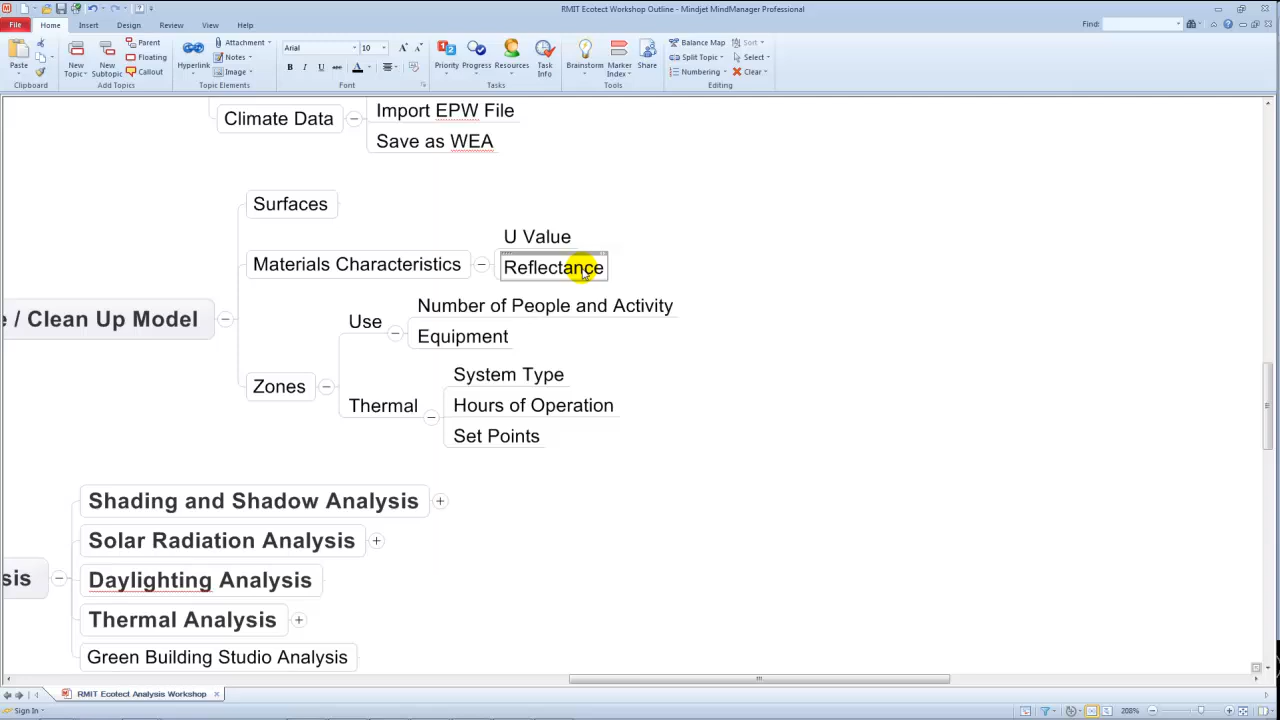 RMIT Ecotect Workshop Outline - Mindjet MindManager Professional
File Home Insert Design Review View Help Find:
Paste
Clipboard
New Topic
New Subtopic
Parent
Floating
Callout
Add Topics
Hyperlink
Attachment
Notes
Image
Topic Elements
Arial 10
B I U A
Font
Priority
Progress
Resources
Task Info
Tasks
Brainstorm
Marker Index
Share
Tools
Balance Map
Split Topic
Numbering
Sort
Select
Clear
Editing
Climate Data
Import EPW File
Save as WEA
Surfaces
U Value
Materials Characteristics
Reflectance
e / Clean Up Model
Use
Number of People and Activity
Equipment
Zones
System Type
Thermal
Hours of Operation
Set Points
Shading and Shadow Analysis
Solar Radiation Analysis
sis
Daylighting Analysis
Thermal Analysis
Green Building Studio Analysis
RMIT Ecotect Analysis Workshop
Sign In
208%